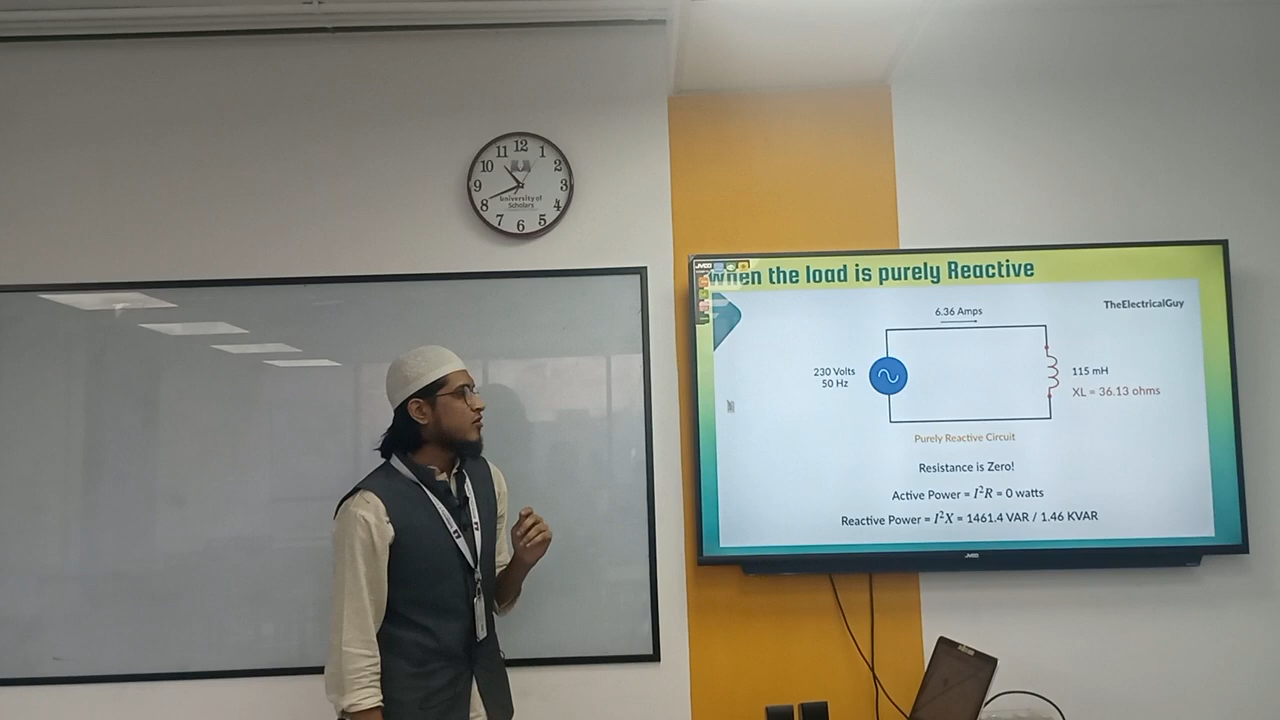 11 12 1
10 2
9 3
8 4
7 6 5
University of
Scholars
When the load is purely Reactive
TheElectricalGuy
6.36 Amps
230 Volts
50 Hz
115 mH
XL = 36.13 ohms
Purely Reactive Circuit
Resistance is Zero!
Active Power = I²R = 0 watts
Reactive Power = I²X = 1461.4 VAR / 1.46 KVAR